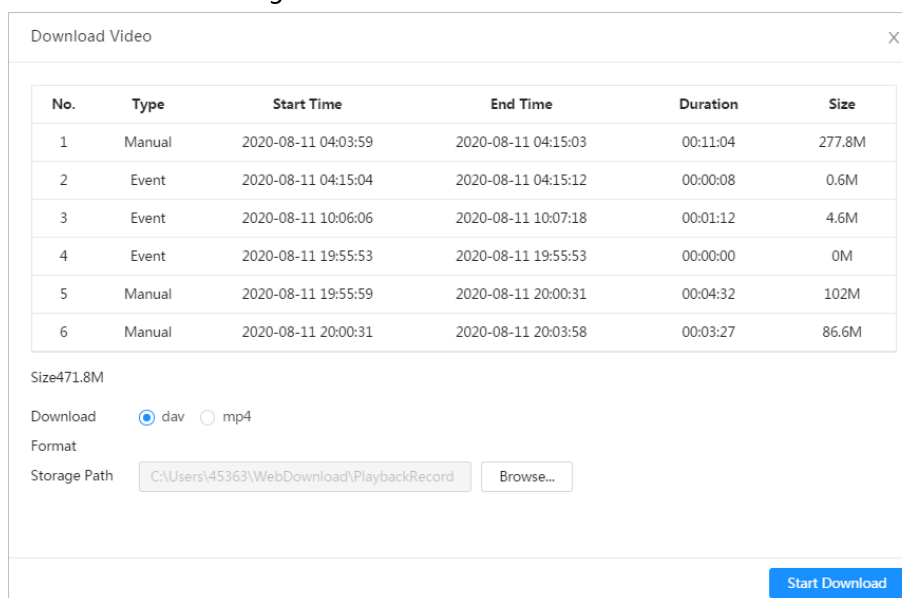 Download Video
No. Type Start Time End Time Duration Size
1 Manual 2020-08-11 04:03:59 2020-08-11 04:15:03 00:11:04 277.8M
2 Event 2020-08-11 04:15:04 2020-08-11 04:15:12 00:00:08 0.6M
3 Event 2020-08-11 10:06:06 2020-08-11 10:07:18 00:01:12 4.6M
4 Event 2020-08-11 19:55:53 2020-08-11 19:55:53 00:00:00 0M
5 Manual 2020-08-11 19:55:59 2020-08-11 20:00:31 00:04:32 102M
6 Manual 2020-08-11 20:00:31 2020-08-11 20:03:58 00:03:27 86.6M
Size471.8M
Download dav mp4
Format
Storage Path C:\Users\45363\WebDownload\PlaybackRecord Browse...
Start Download